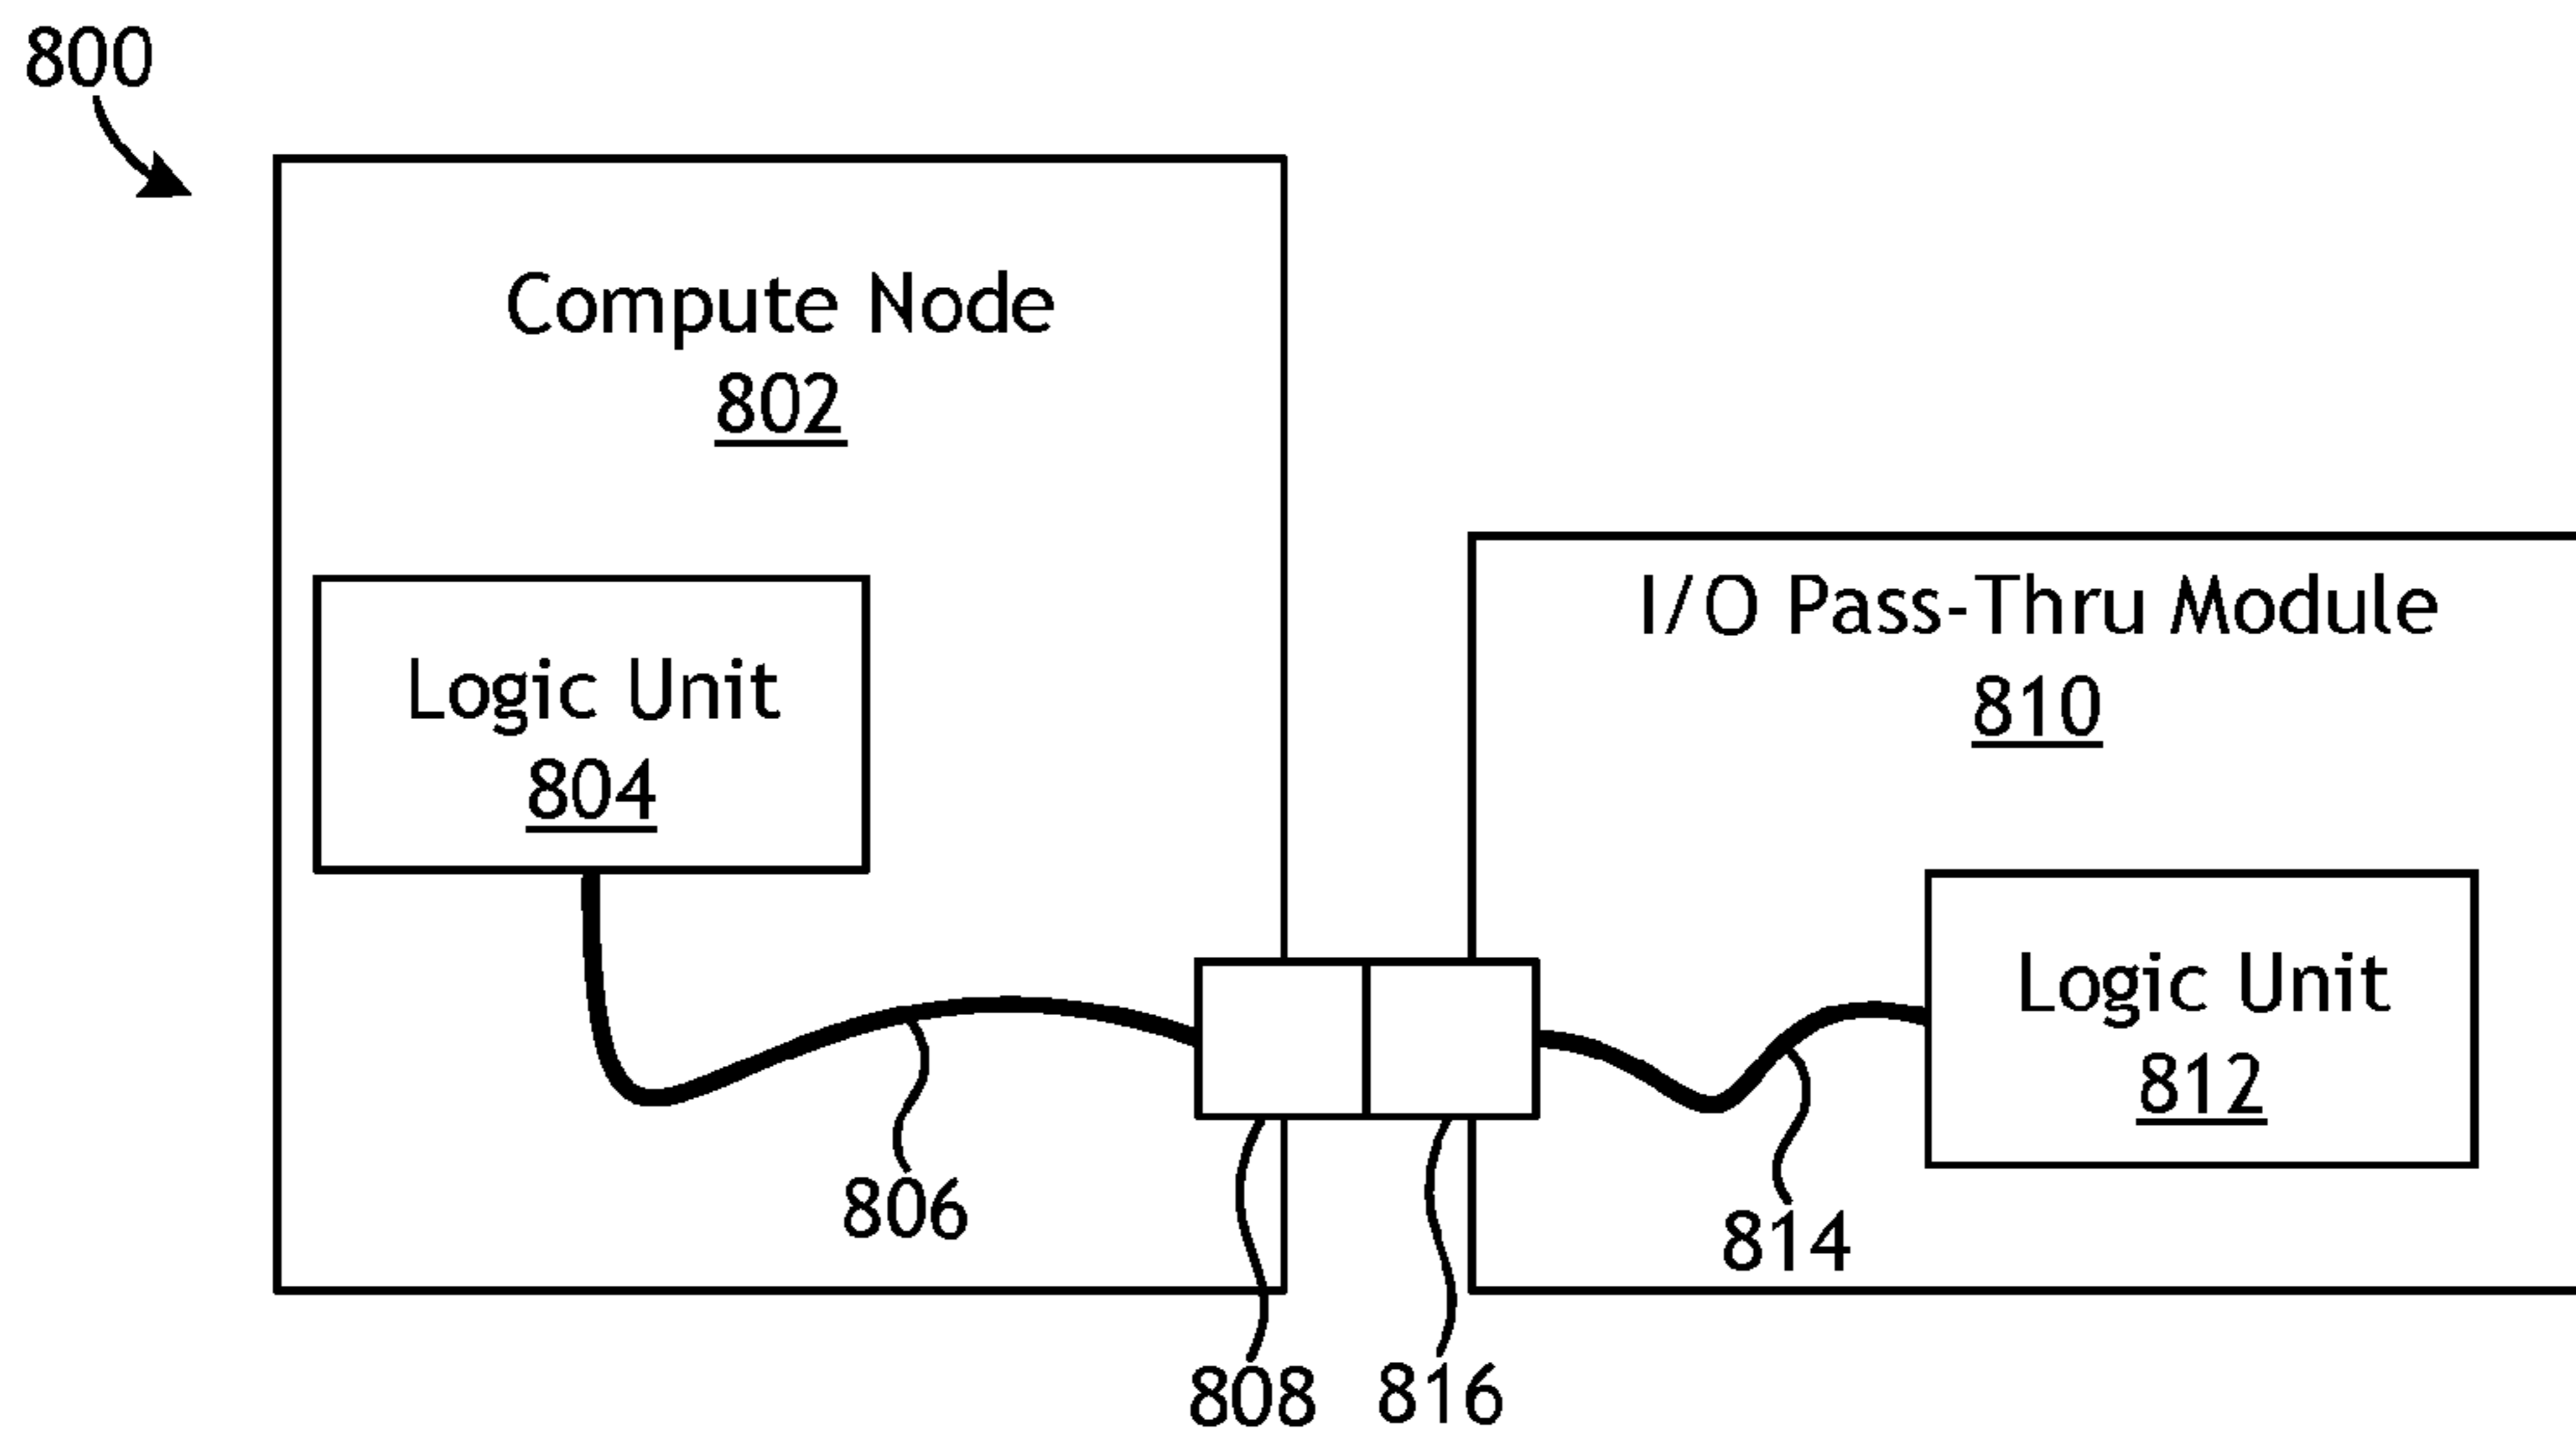 800
Compute Node
802
Logic Unit
804
806
808
I/O Pass-Thru Module
810
Logic Unit
812
814
816